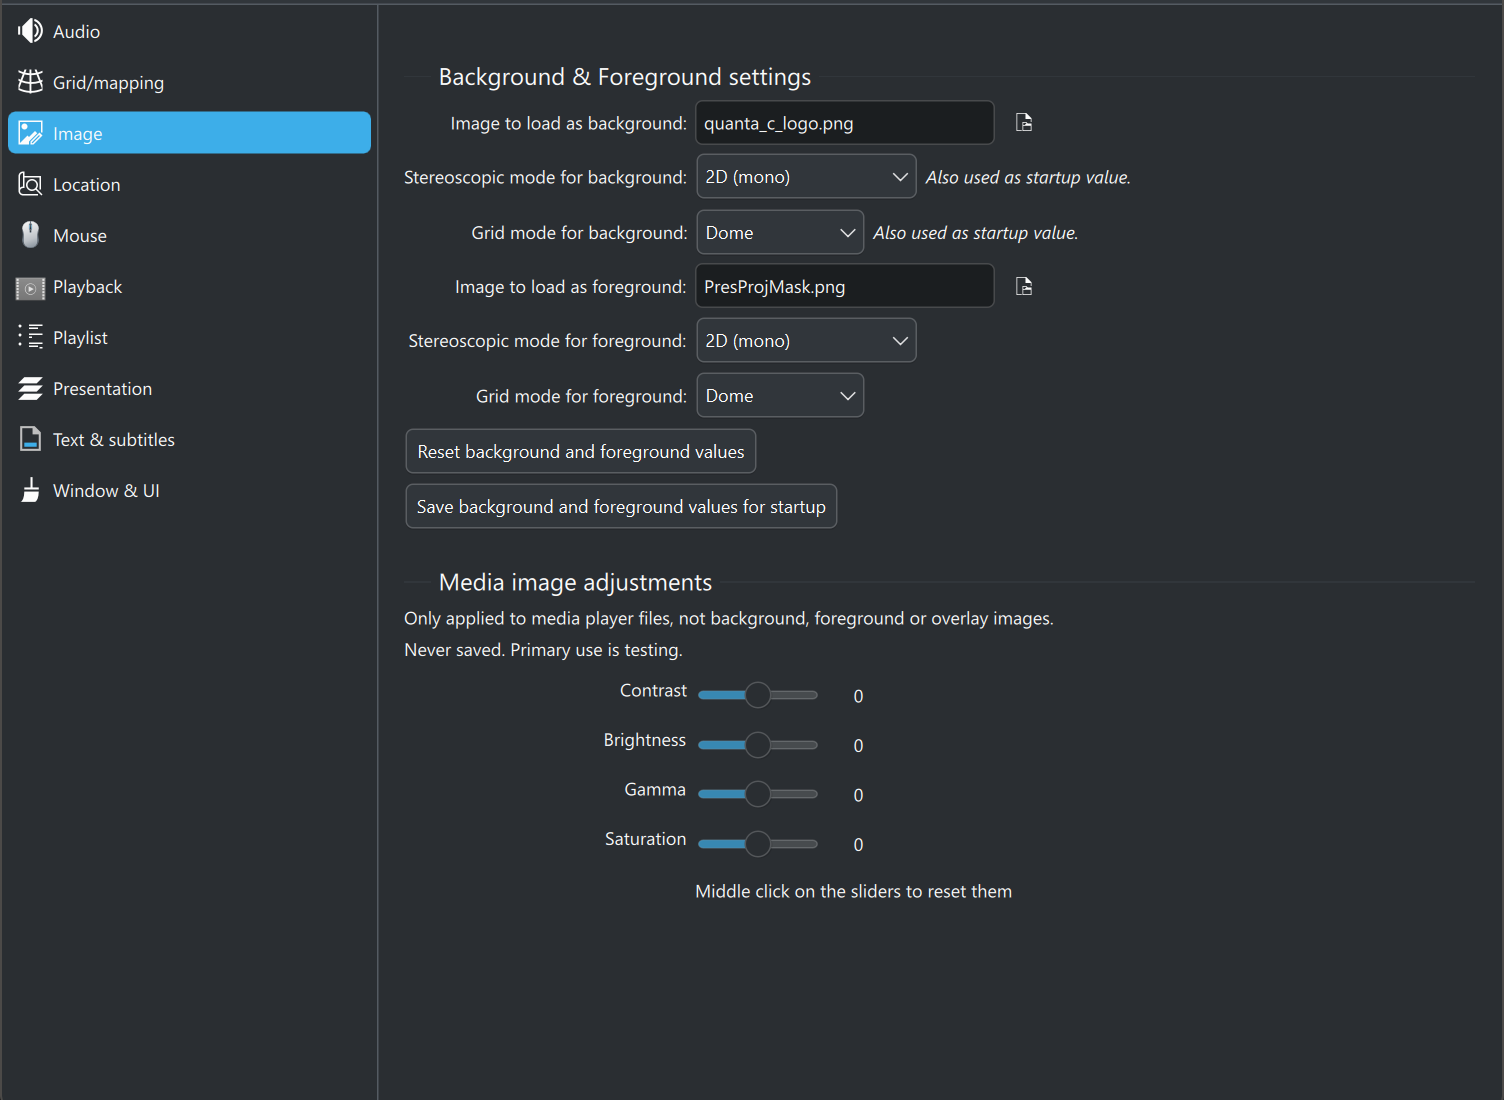 Audio
Grid/mapping
Image
Location
Mouse
Playback
Playlist
Presentation
Text & subtitles
Window & UI
Background & Foreground settings
Image to load as background: quanta_c_logo.png
Stereoscopic mode for background: 2D (mono) Also used as startup value.
Grid mode for background: Dome Also used as startup value.
Image to load as foreground: PresProjMask.png
Stereoscopic mode for foreground: 2D (mono)
Grid mode for foreground: Dome
Reset background and foreground values
Save background and foreground values for startup
Media image adjustments
Only applied to media player files, not background, foreground or overlay images.
Never saved. Primary use is testing.
Contrast 0
Brightness 0
Gamma 0
Saturation 0
Middle click on the sliders to reset them